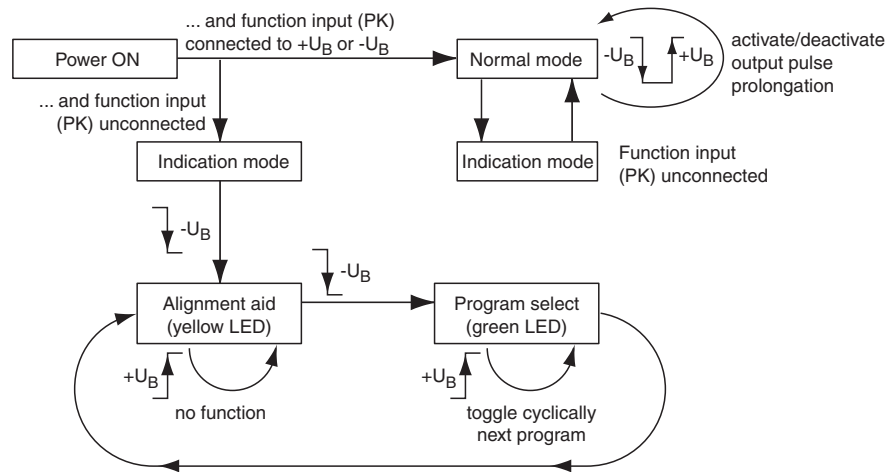 ... and function input (PK)
connected to +UB or -UB
Power ON
Normal mode
-UB
+UB
activate/deactivate
output pulse
prolongation
... and function input
(PK) unconnected
Indication mode
Indication mode
Function input
(PK) unconnected
-UB
-UB
Alignment aid
(yellow LED)
Program select
(green LED)
+UB
no function
+UB
toggle cyclically
next program